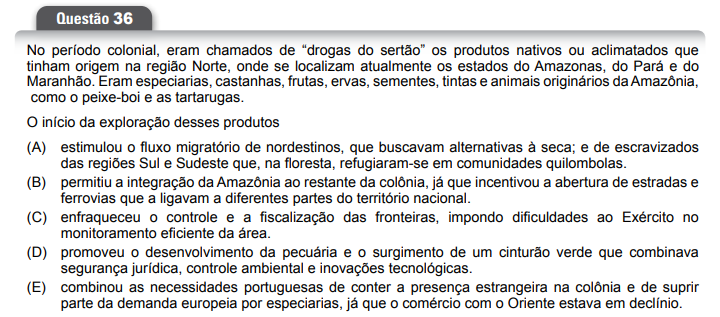 Questão 36
No período colonial, eram chamados de “drogas do sertão” os produtos nativos ou aclimatados que
tinham origem na região Norte, onde se localizam atualmente os estados do Amazonas, do Pará e do
Maranhão. Eram especiarias, castanhas, frutas, ervas, sementes, tintas e animais originários da Amazônia,
como o peixe-boi e as tartarugas.
O início da exploração desses produtos
(A) estimulou o fluxo migratório de nordestinos, que buscavam alternativas à seca; e de escravizados
das regiões Sul e Sudeste que, na floresta, refugiaram-se em comunidades quilombolas.
(B) permitiu a integração da Amazônia ao restante da colônia, já que incentivou a abertura de estradas e
ferrovias que a ligavam a diferentes partes do território nacional.
(C) enfraqueceu o controle e a fiscalização das fronteiras, impondo dificuldades ao Exército no
monitoramento eficiente da área.
(D) promoveu o desenvolvimento da pecuária e o surgimento de um cinturão verde que combinava
segurança jurídica, controle ambiental e inovações tecnológicas.
(E) combinou as necessidades portuguesas de conter a presença estrangeira na colônia e de suprir
parte da demanda europeia por especiarias, já que o comércio com o Oriente estava em declínio.